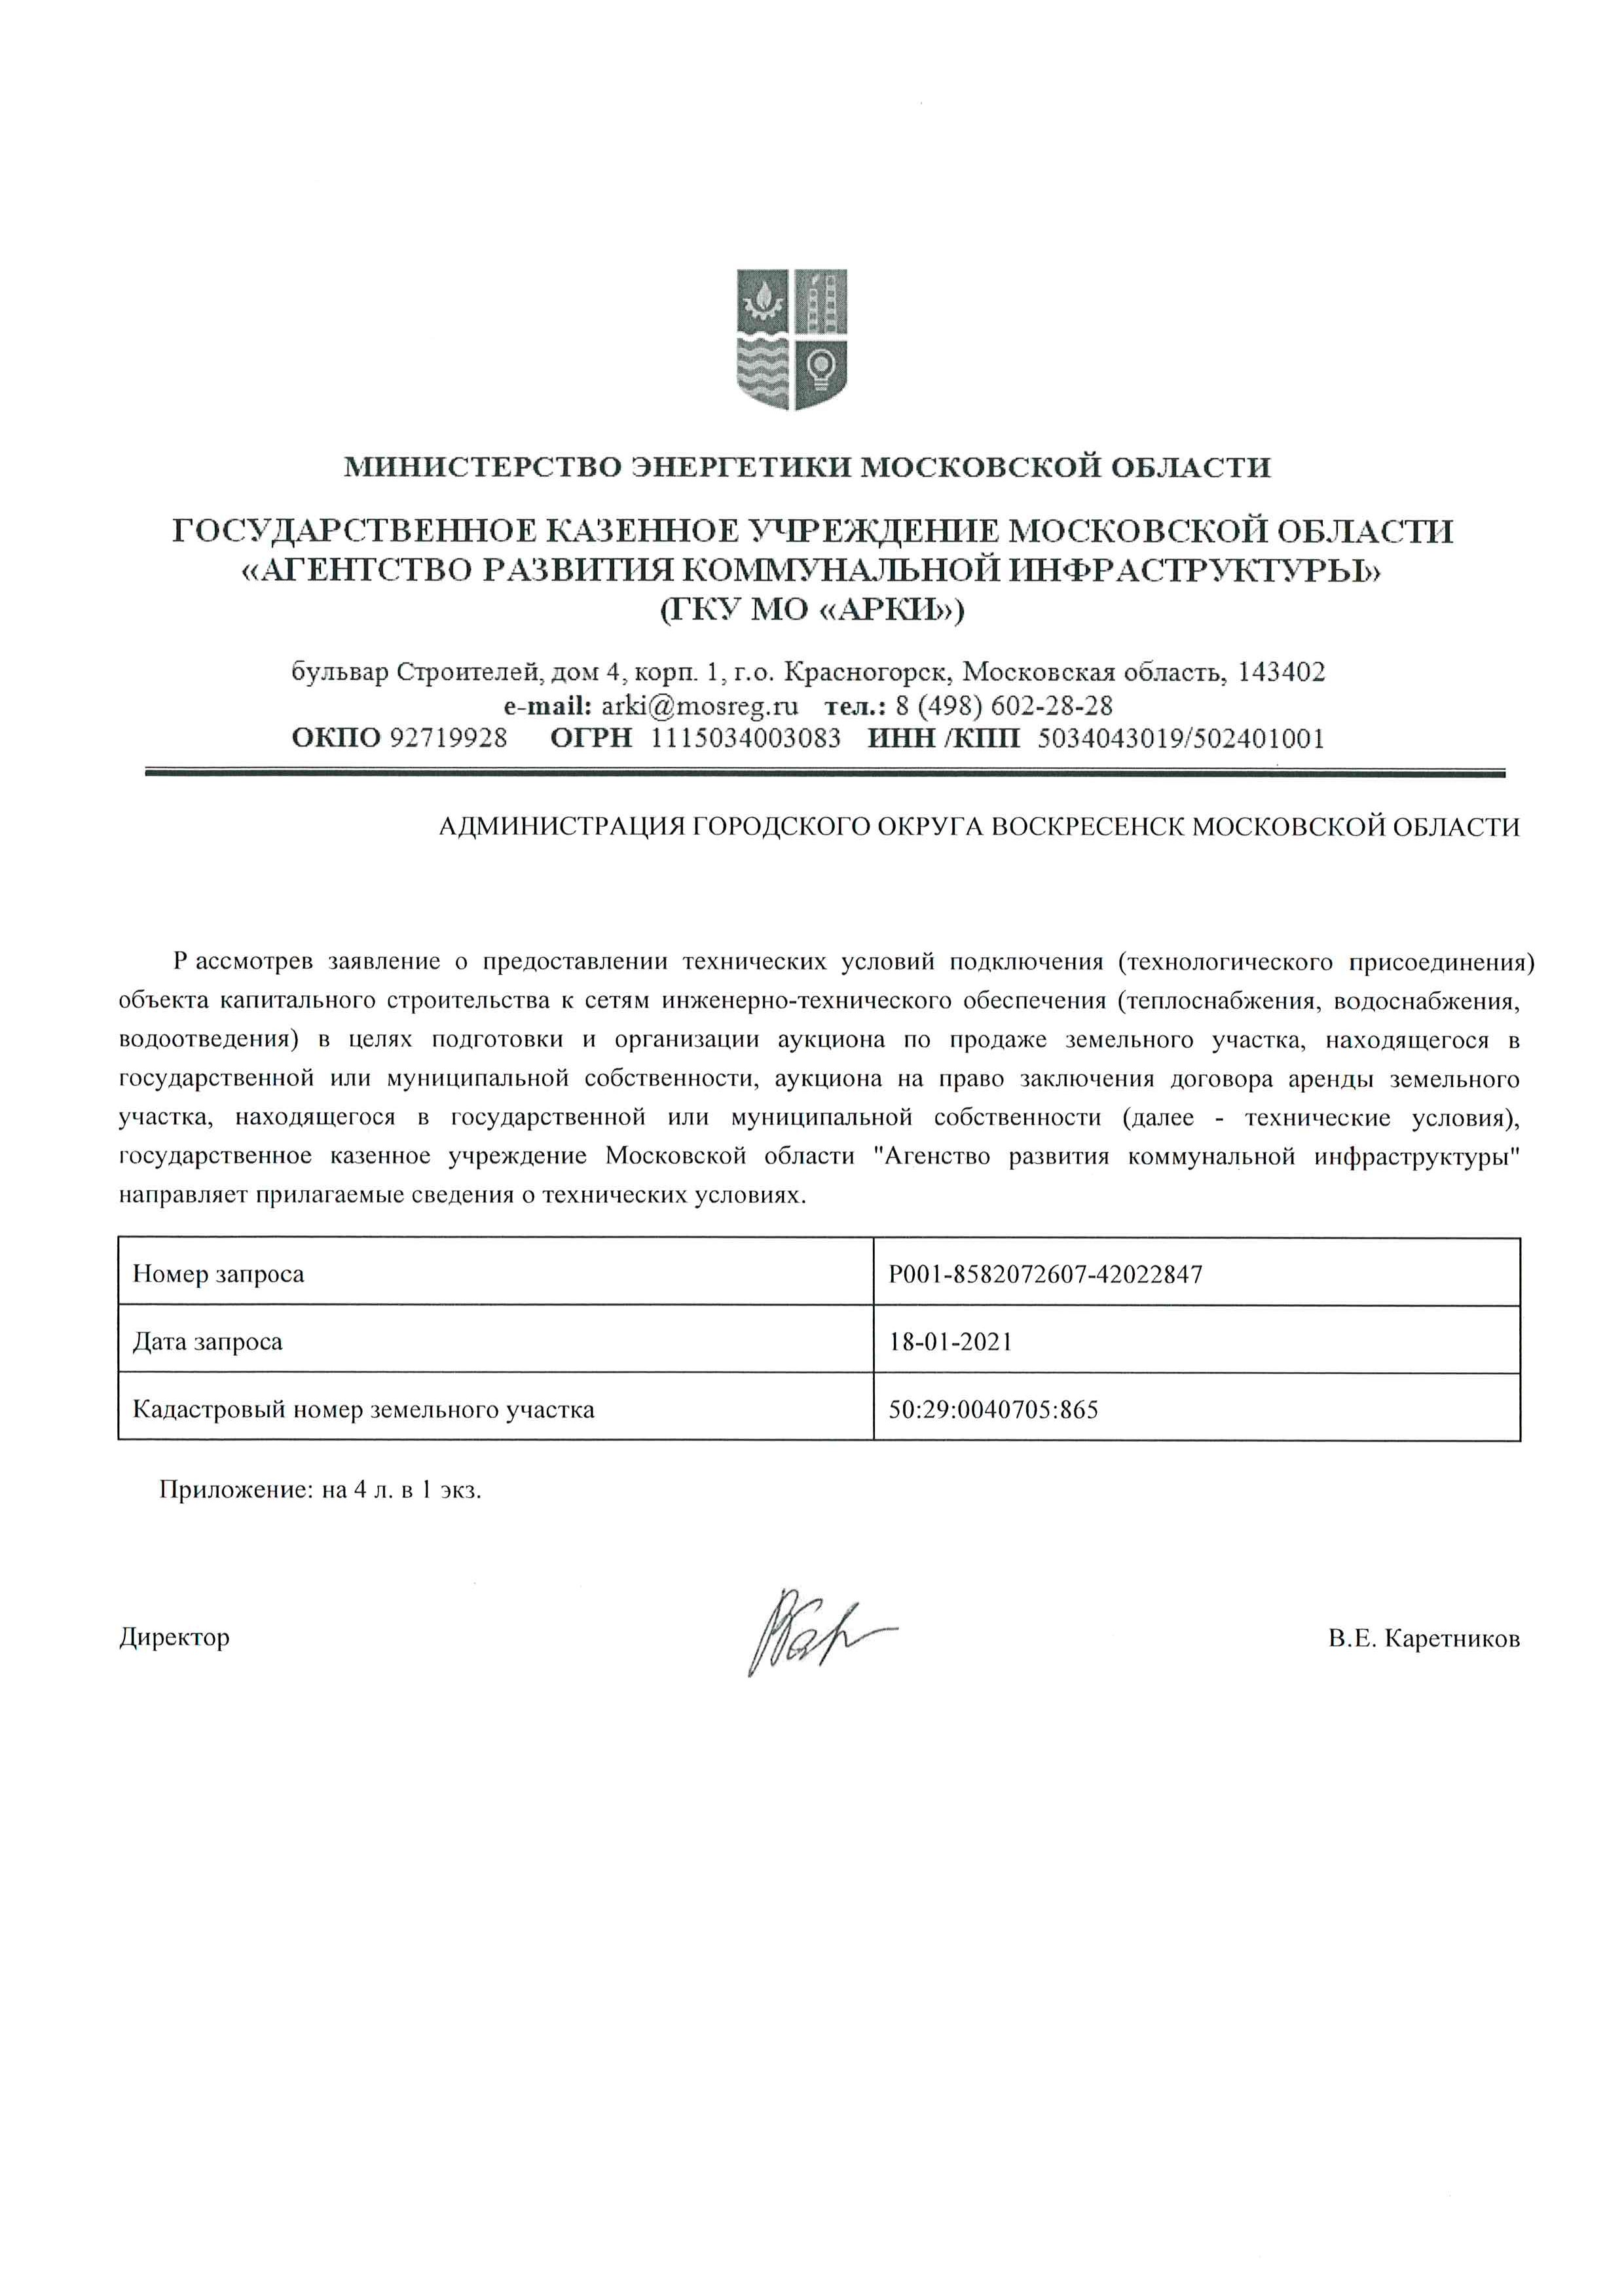 МИНИСТЕРСТВО ЭНЕРГЕТИКИ МОСКОВСКОЙ ОБЛАСТИ
ГОСУДАРСТВЕННОЕ КАЗЕННОЕ УЧРЕЖДЕНИЕ МОСКОВСКОЙ ОБЛАСТИ
«АГЕНТСТВО РАЗВИТИЯ КОММУНАЛЬНОЙ ИНФРАСТРУКТУРЫ»
(ГКУ МО «АРКИ»)
бульвар Строителей, дом 4, корп. 1, г.о. Красногорск, Московская область, 143402
e-mail: arki@mosreg.ru тел.: 8 (498) 602-28-28
ОКПО 92719928 ОГРН 1115034003083 ИНН /КПП 5034043019/502401001
АДМИНИСТРАЦИЯ ГОРОДСКОГО ОКРУГА ВОСКРЕСЕНСК МОСКОВСКОЙ ОБЛАСТИ
Р ассмотрев заявление о предоставлении технических условий подключения (технологического присоединения)
объекта капитального строительства к сетям инженерно-технического обеспечения (теплоснабжения, водоснабжения,
водоотведения) в целях подготовки и организации аукциона по продаже земельного участка, находящегося в
государственной или муниципальной собственности, аукциона на право заключения договора аренды земельного
участка, находящегося в государственной или муниципальной собственности (далее - технические условия),
государственное казенное учреждение Московской области "Агенство развития коммунальной инфраструктуры"
направляет прилагаемые сведения о технических условиях.
Номер запроса P001-8582072607-42022847
Дата запроса 18-01-2021
Кадастровый номер земельного участка 50:29:0040705:865
Приложение: на 4 л. в 1 экз.
Директор В.Е. Каретников